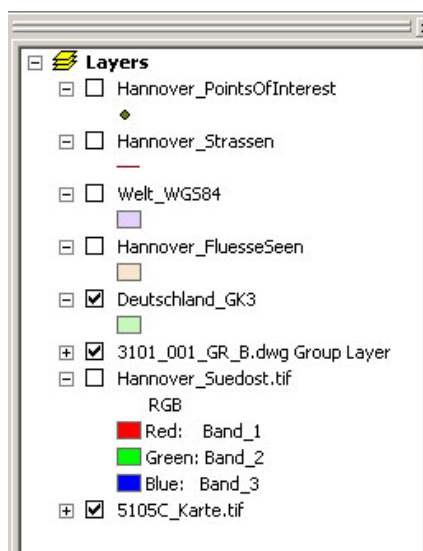 Layers
Hannover_PointsOfInterest
Hannover_Strassen
Welt_WGS84
Hannover_FluesseSeen
Deutschland_GK3
3101_001_GR_B.dwg Group Layer
Hannover_Suedost.tif
RGB
Red: Band_1
Green: Band_2
Blue: Band_3
5105C_Karte.tif